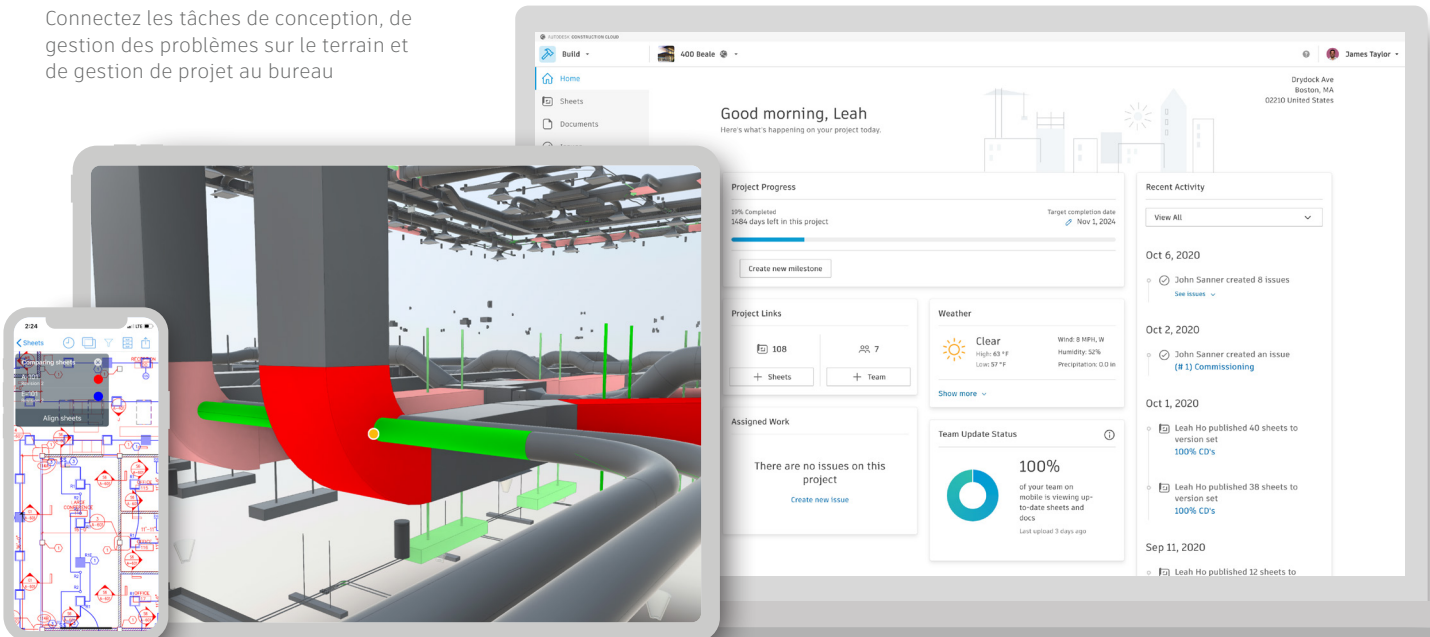 Connectez les tâches de conception, de
gestion des problèmes sur le terrain et
de gestion de projet au bureau
AUTODESK CONSTRUCTION CLOUD
Build
400 Beale
James Taylor
Home
Sheets
Documents
Drydock Ave
Boston, MA
02210 United States
Good morning, Leah
Here's what's happening on your project today.
Project Progress
19% Completed
1484 days left in this project
Target completion date
Nov 1, 2024
Create new milestone
Project Links
108
7
+ Sheets
+ Team
Weather
Clear
High: 63 °F
Low: 57 °F
Wind: 8 MPH, W
Humidity: 52%
Precipitation: 0.0 in
Show more
Assigned Work
There are no issues on this
project
Create new issue
Team Update Status
100%
of your team on
mobile is viewing up-
to-date sheets and
docs
Last upload 3 days ago
Recent Activity
View All
Oct 6, 2020
John Sanner created 8 issues
See issues
Oct 2, 2020
John Sanner created an issue
(# 1) Commissioning
Oct 1, 2020
Leah Ho published 40 sheets to
version set
100% CD's
Leah Ho published 38 sheets to
version set
100% CD's
Sep 11, 2020
Leah Ho published 12 sheets to
2:24
LTE
Sheets
Comparing sheets
Align sheets